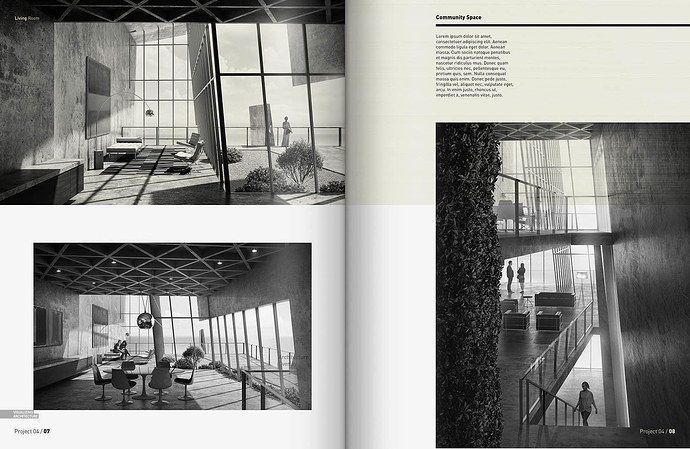 Living Room
Community Space
Lorem ipsum dolor sit amet,
consectetuer adipiscing elit. Aenean
commodo ligula eget dolor. Aenean
massa. Cum sociis natoque penatibus
et magnis dis parturient montes,
nascetur ridiculus mus. Donec quam
felis, ultricies nec, pellentesque eu,
pretium quis, sem. Nulla consequat
massa quis enim. Donec pede justo,
fringilla vel, aliquet nec, vulputate eget,
arcu. In enim justo, rhoncus ut,
imperdiet a, venenatis vitae, justo.
VISUALIZING
ARCHITECTURE
Project 04 / 07
Project 04 / 08